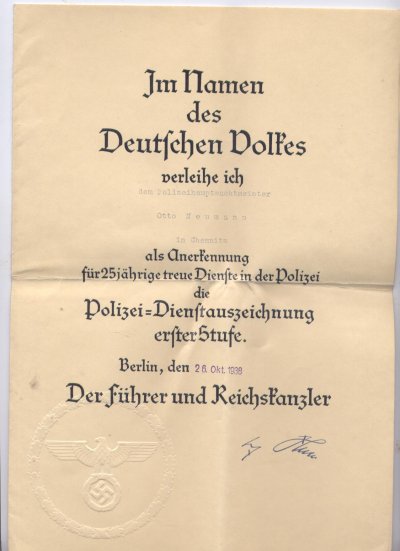 Im Namen
des
Deutschen Volkes
verleihe ich
dem Polizeihauptwachtmeister
Otto Neumann
in Chemnitz
als Anerkennung
für 25jährige treue Dienste in der Polizei
die
Polizei=Dienstauszeichnung
erster Stufe.
Berlin, den 26. Okt. 1938
Der Führer und Reichskanzler